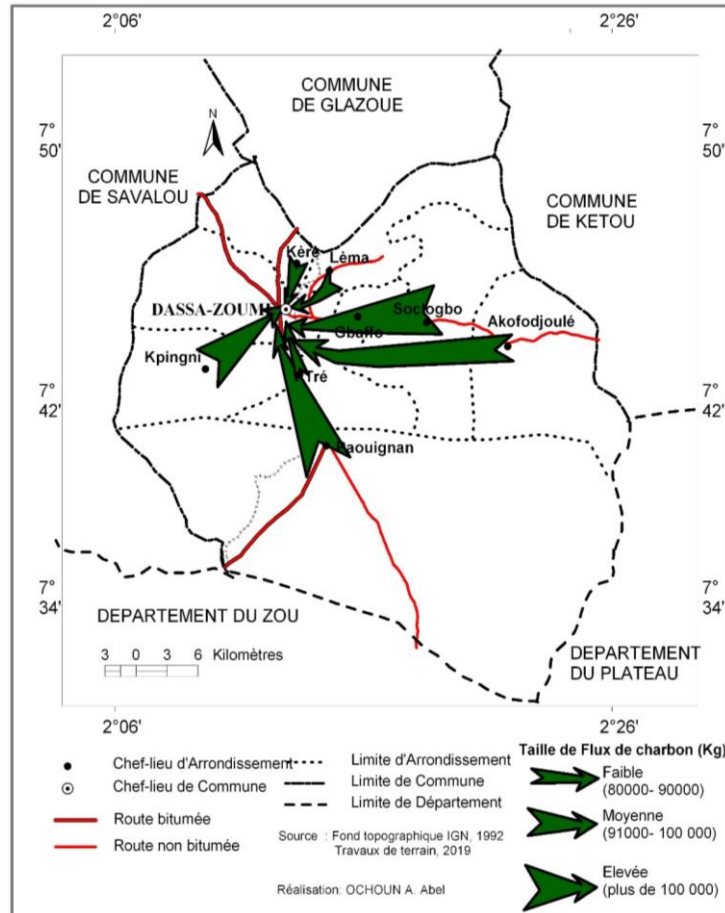 2°06'
2°26'
COMMUNE
DE GLAZOUE
N
7°
50'
7°
50'
COMMUNE
DE SAVALOU
COMMUNE
DE KETOU
Kèrè
Lèma
DASSA-ZOUM
Gbaffo
Soclogbo
Akofodjoulé
Kpingni
Tré
7°
42'
7°
42'
Paouignan
7°
34'
7°
34'
DEPARTEMENT DU ZOU
3 0 3 6 Kilomètres
DEPARTEMENT
DU PLATEAU
2°06'
2°26'
Chef-lieu d'Arrondissement
Chef-lieu de Commune
Route bitumée
Route non bitumée
Limite d'Arrondissement
Limite de Commune
Limite de Département
Source : Fond topographique IGN, 1992
Travaux de terrain, 2019
Réalisation: OCHOUN A. Abel
Taille de Flux de charbon (Kg)
Faible
(80000- 90000)
Moyenne
(91000- 100 000)
Elevée
(plus de 100 000)